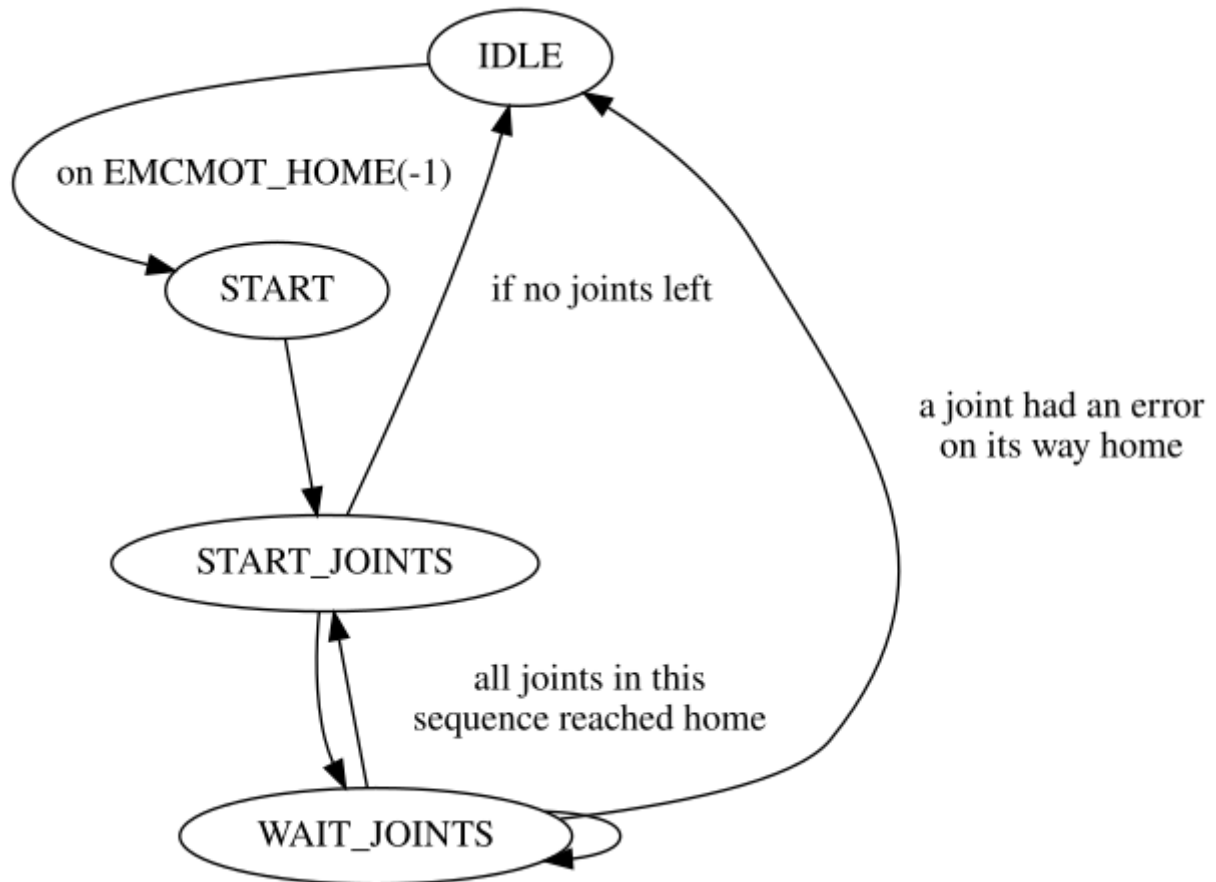 IDLE
on EMCMOT_HOME(-1)
START
if no joints left
a joint had an error
on its way home
START_JOINTS
all joints in this
sequence reached home
WAIT_JOINTS